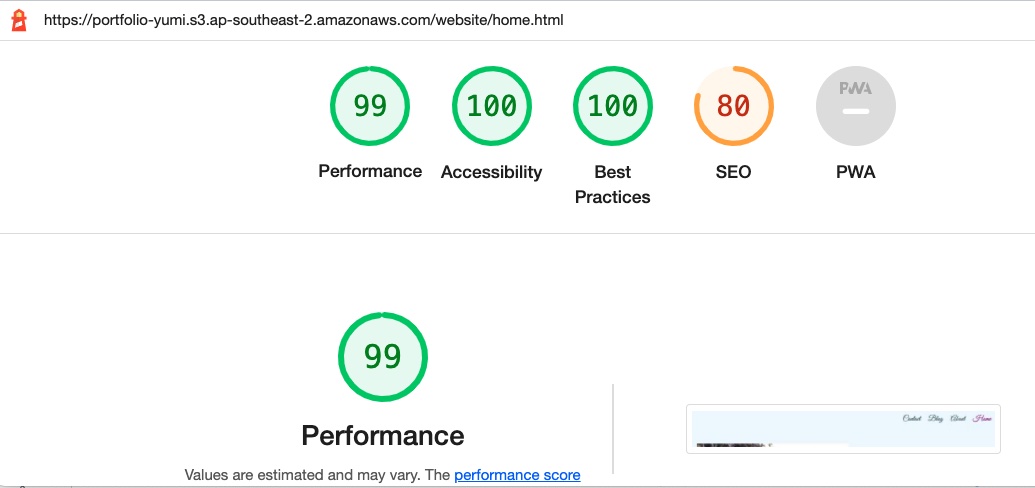 https://portfolio-yumi.s3.ap-southeast-2.amazonaws.com/website/home.html
99
100
100
80
PWA
Performance
Accessibility
Best
Practices
SEO
PWA
99
Performance
Contact Blog About Home
Values are estimated and may vary. The performance score